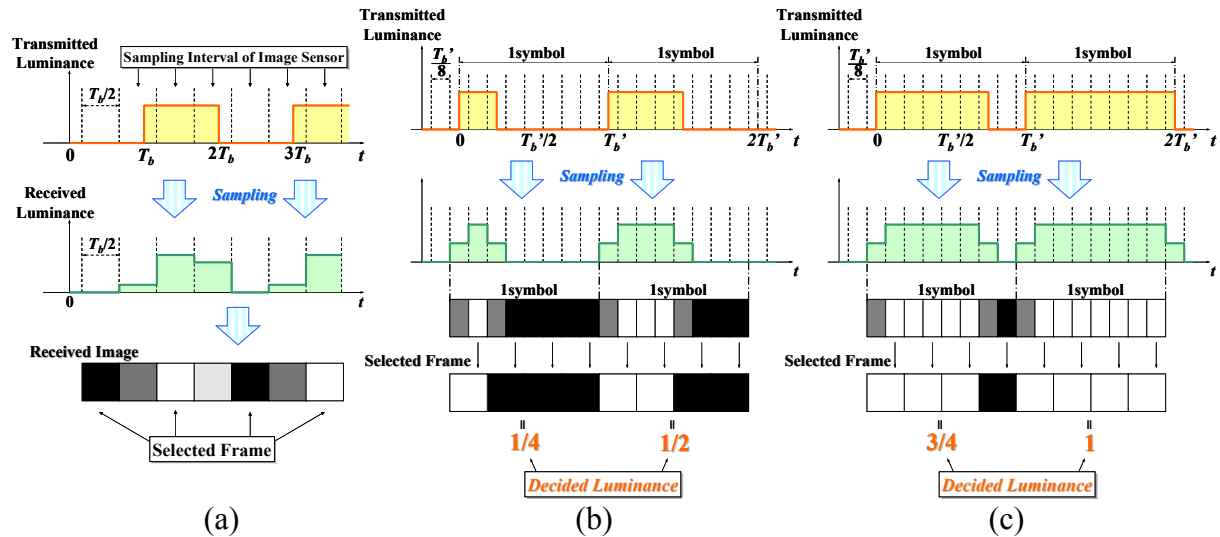 Transmitted
Luminance
Sampling Interval of Image Sensor
T_b/2
0
T_b
2T_b
3T_b
t
Received
Luminance
Sampling
T_b/2
0
t
Received Image
Selected Frame
(a)
Transmitted
Luminance
1symbol
1symbol
T_b'
8
0
T_b'/2
T_b'
2T_b'
t
Sampling
t
1symbol
1symbol
Selected Frame
=
=
1/4
1/2
Decided Luminance
(b)
Transmitted
Luminance
1symbol
1symbol
T_b'
8
0
T_b'/2
T_b'
2T_b'
t
Sampling
t
1symbol
1symbol
Selected Frame
=
=
3/4
1
Decided Luminance
(c)